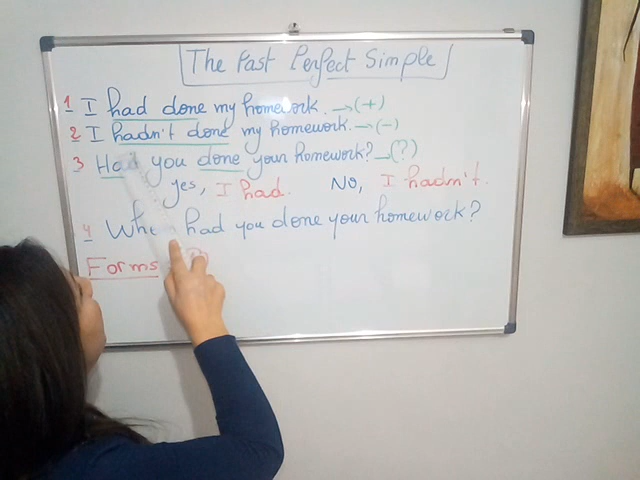 The Past Perfect Simple
1 I had done my homework. → (+)
2 I hadn't done my homework. → (-)
3 Had you done your homework? → (?)
yes, I had. No, I hadn't.
4 had you done your homework?
Forms